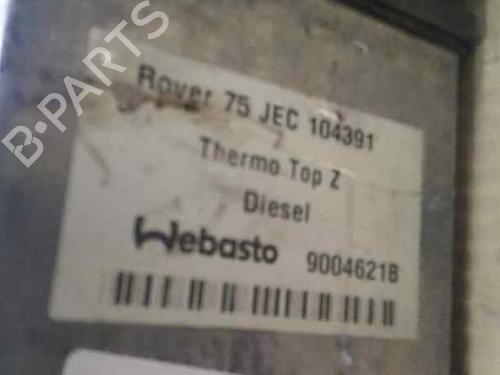 B-PARTS
Rover 75 JEC 104391
Thermo Top Z
Diesel
Webasto 9004621B